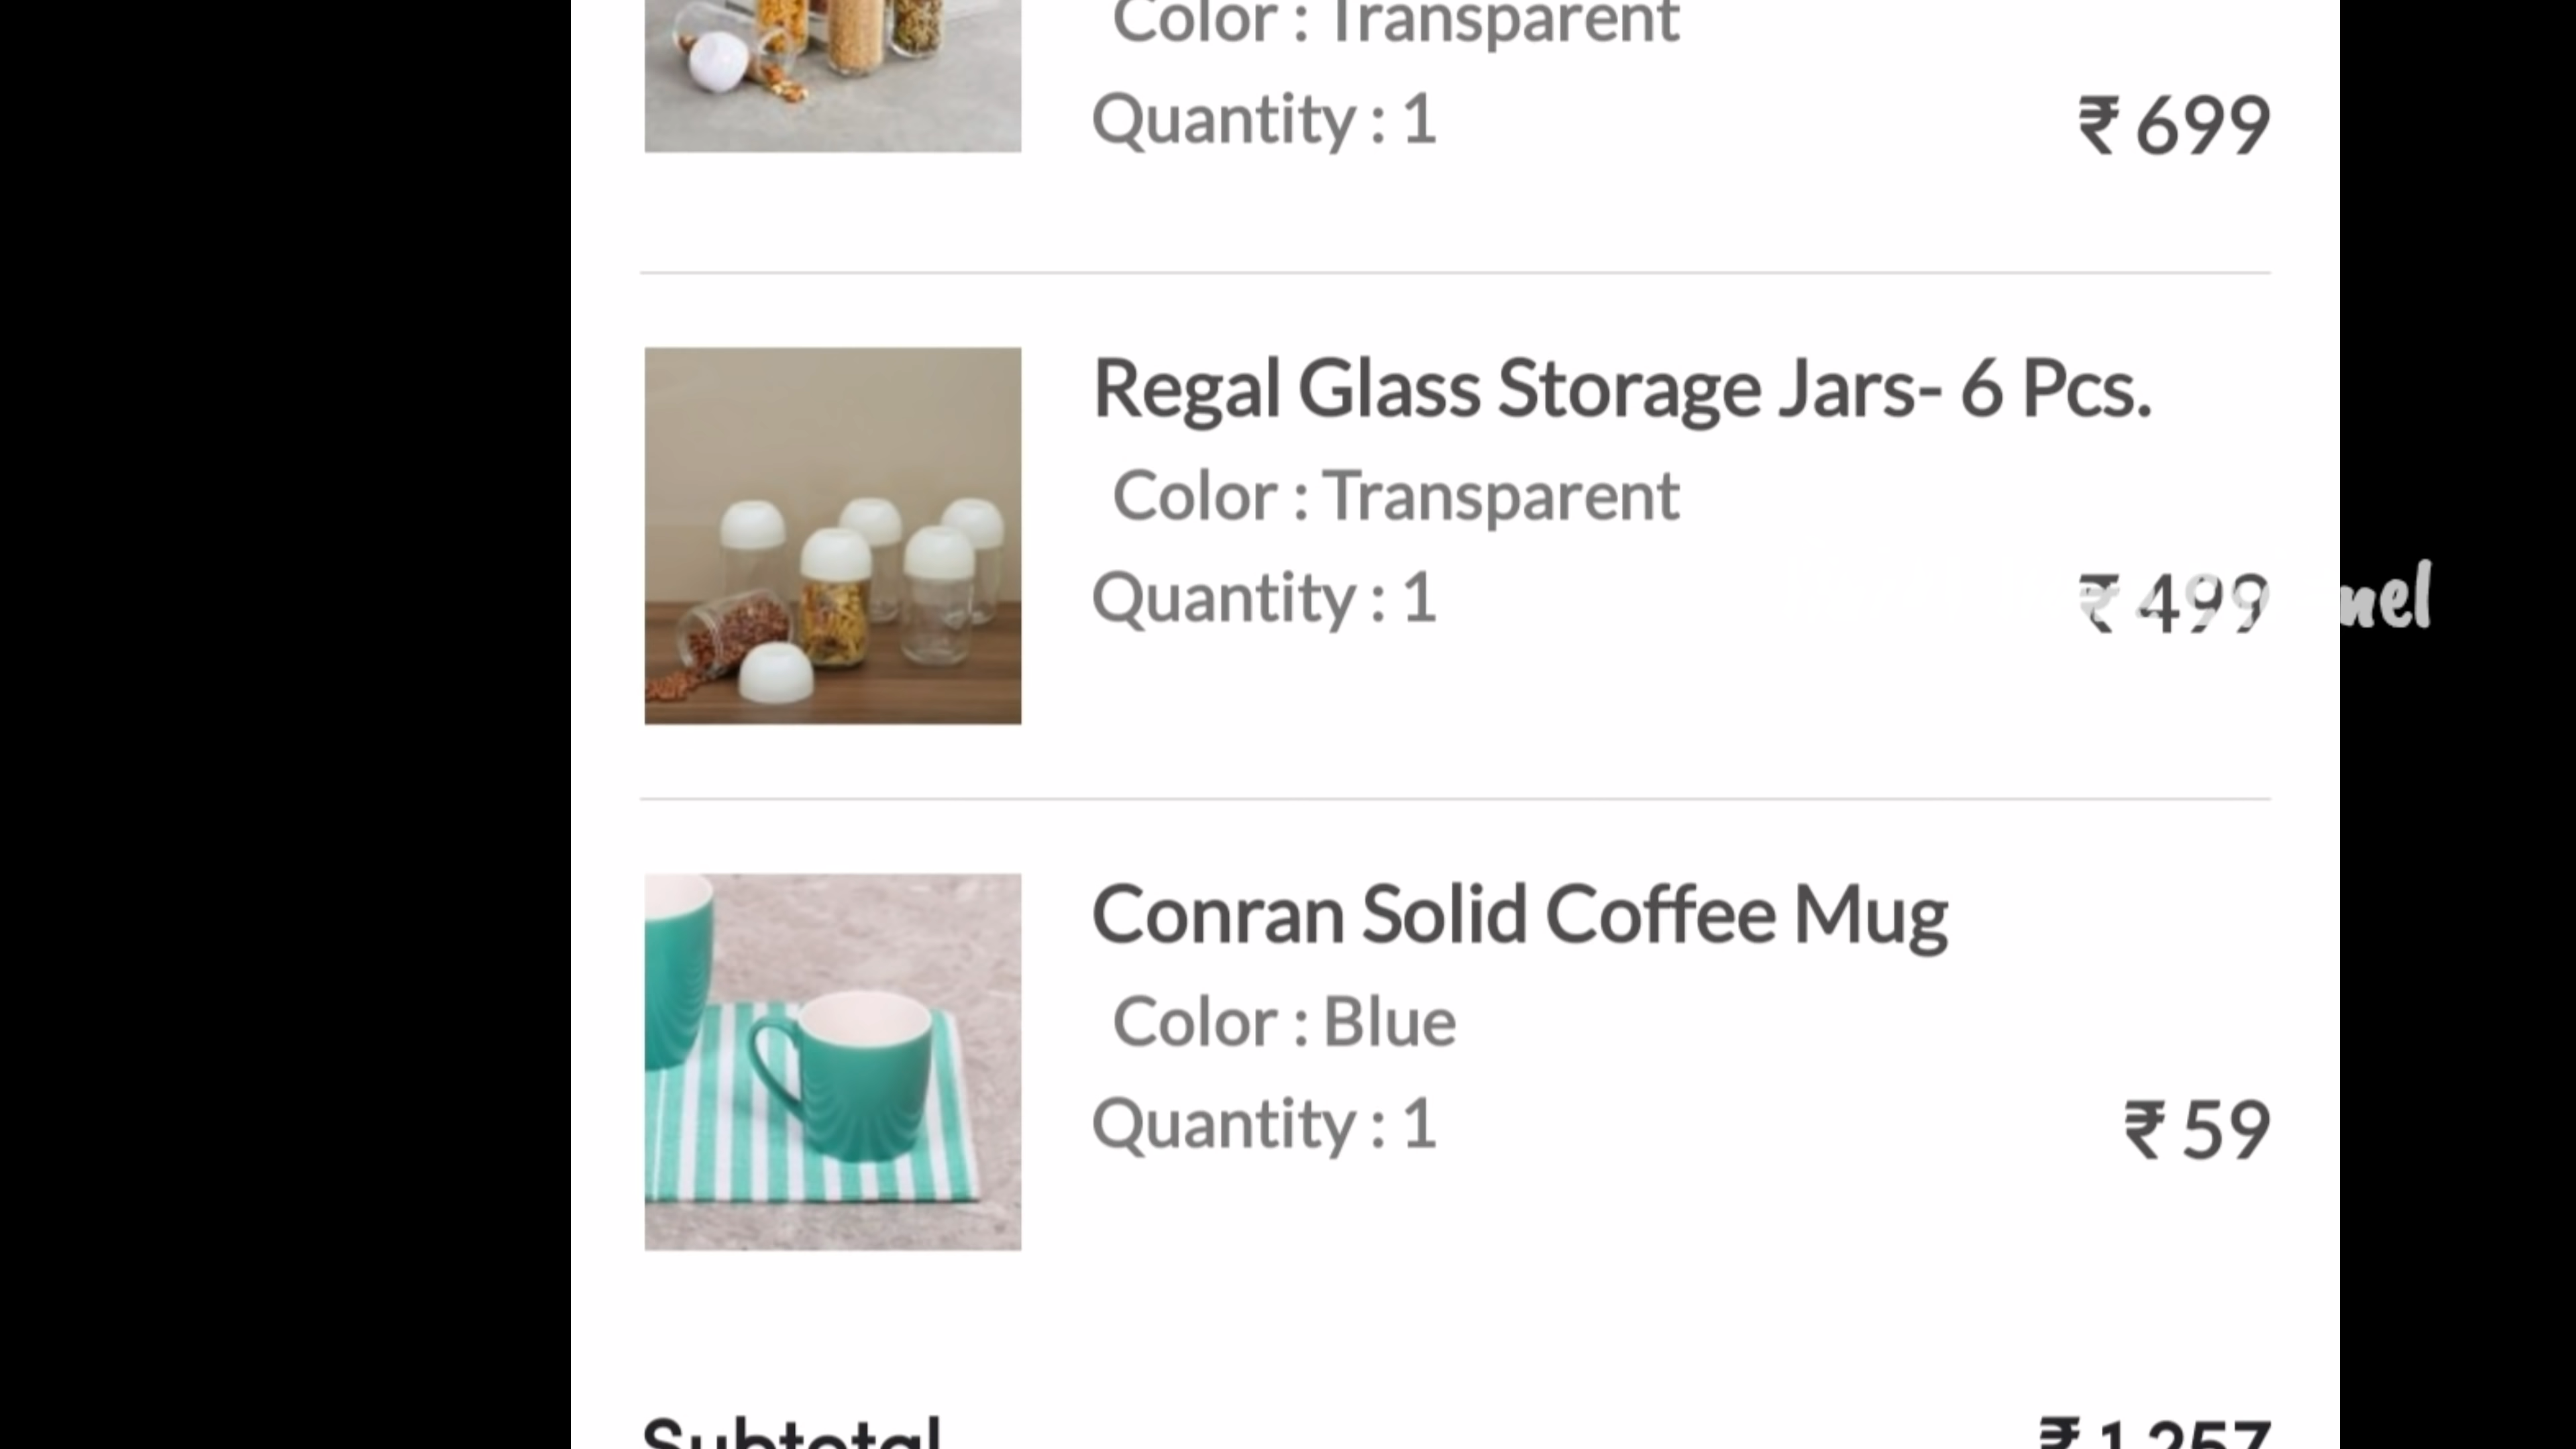 Color : Transparent
Quantity : 1
₹ 699
Regal Glass Storage Jars- 6 Pcs.
Color : Transparent
Quantity : 1
₹ 499
Conran Solid Coffee Mug
Color : Blue
Quantity : 1
₹ 59
Subtotal
₹ 1,257